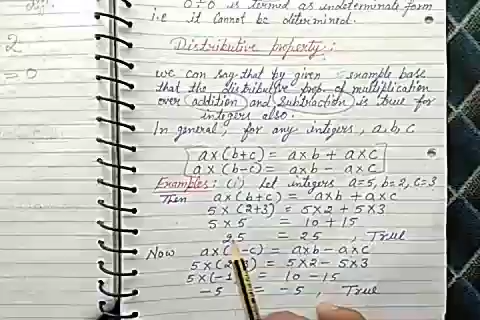 0÷0 is termed as indeterminate form
i.e it cannot be determined.
2
= 0
Distributive property:
we can say that by given example base
that the distributive prop. of multiplication
over addition and Subtraction is true for
integers also.
In general, for any integers, a, b, c
a×(b+c) = a×b + a×c
a×(b-c) = a×b - a×c
Examples: (i) Let integers a=5, b=2, c=3
Then a×(b+c) = a×b + a×c
5×(2+3) = 5×2 + 5×3
5×5 = 10 + 15
25 = 25, True
Now a×( -c) = a×b - a×c
5×(2 3) = 5×2 - 5×3
5×(-1 = 10 - 15
-5 = -5, True